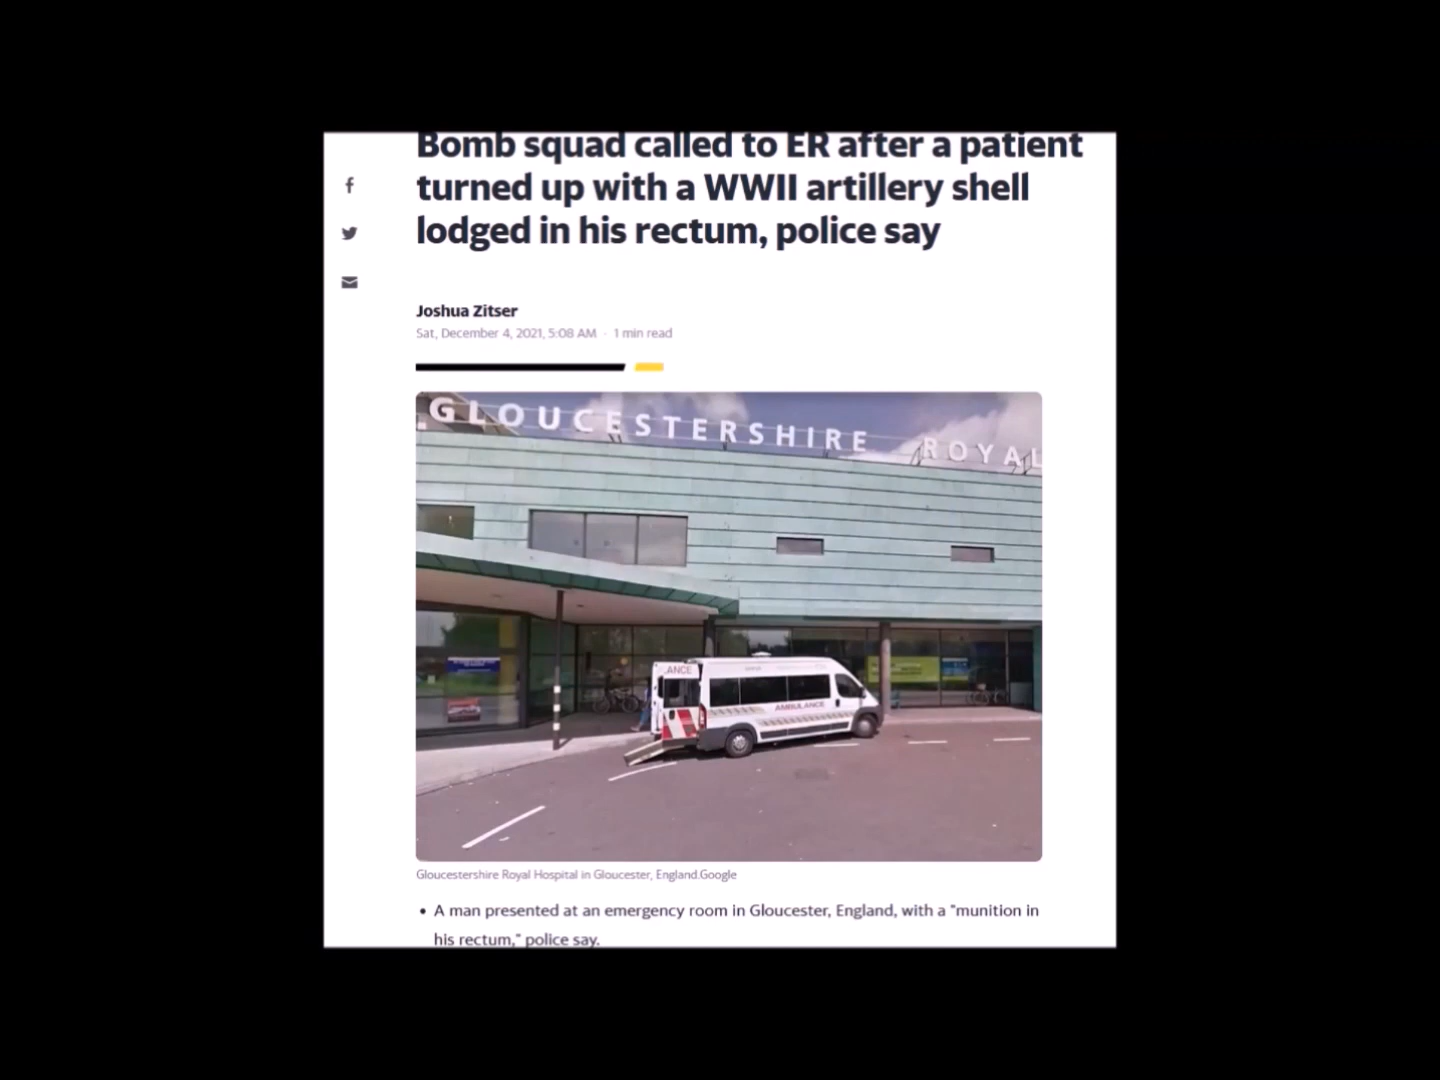 Bomb squad called to ER after a patient
turned up with a WWII artillery shell
lodged in his rectum, police say
Joshua Zitser
Sat, December 4, 2021, 5:08 AM · 1 min read
GLOUCESTERSHIRE ROYAL
ANCE
AMBULANCE
Gloucestershire Royal Hospital in Gloucester, England.Google
• A man presented at an emergency room in Gloucester, England, with a "munition in
his rectum," police say.